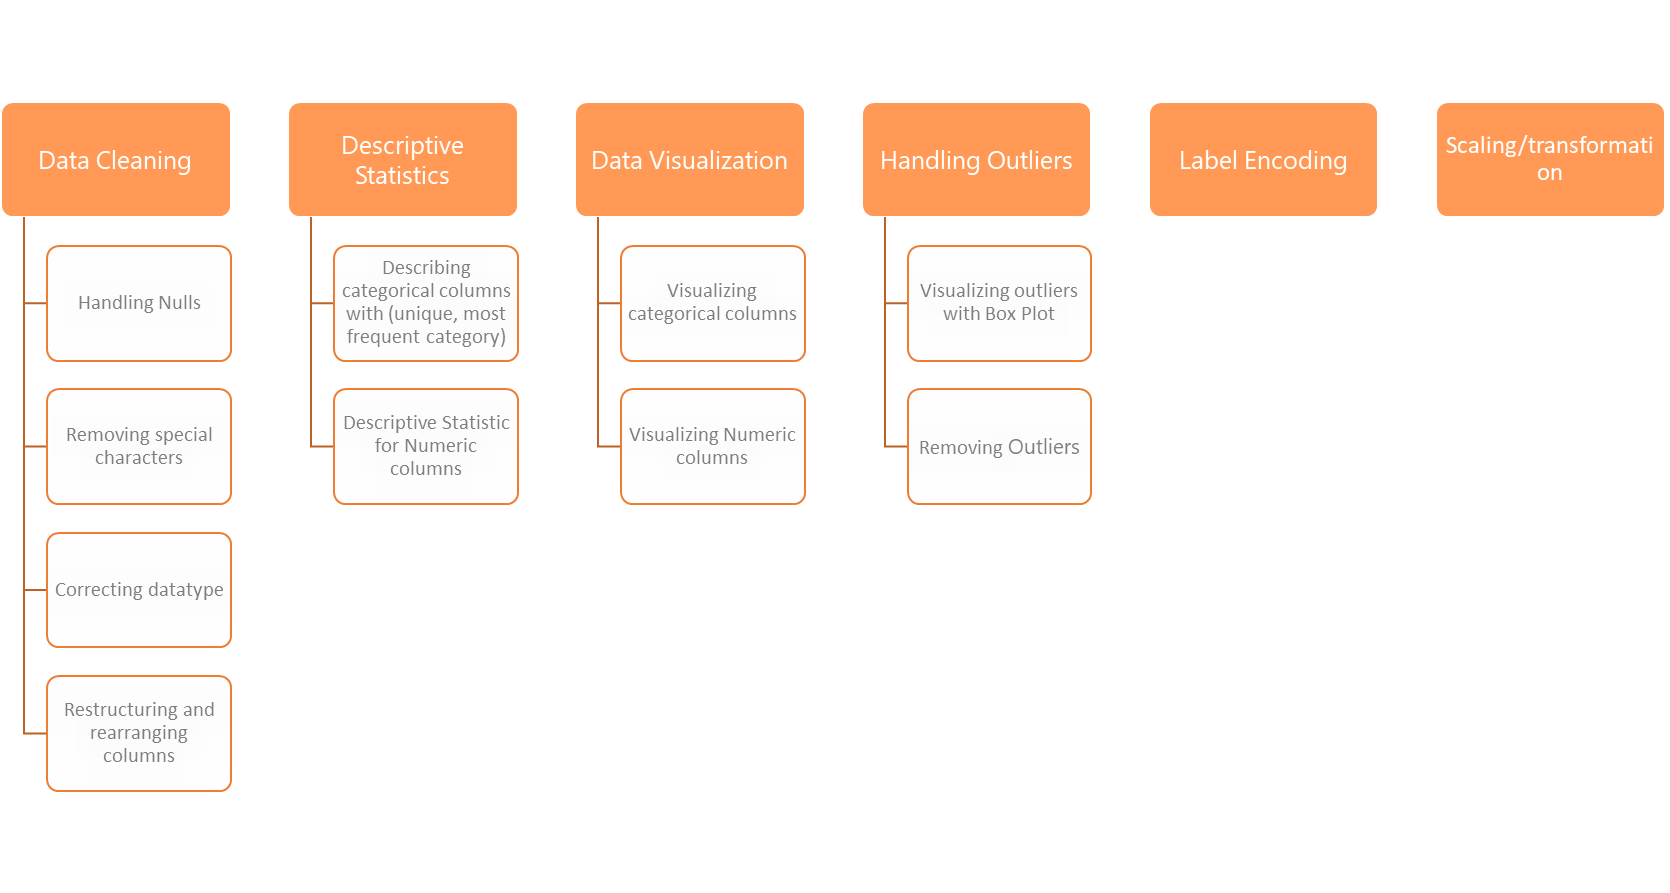 Data Cleaning
Handling Nulls
Removing special
characters
Correcting datatype
Restructuring and
rearranging
columns
Descriptive
Statistics
Describing
categorical columns
with (unique, most
frequent category)
Descriptive Statistic
for Numeric
columns
Data Visualization
Visualizing
categorical columns
Visualizing Numeric
columns
Handling Outliers
Visualizing outliers
with Box Plot
Removing Outliers
Label Encoding
Scaling/transformati
on